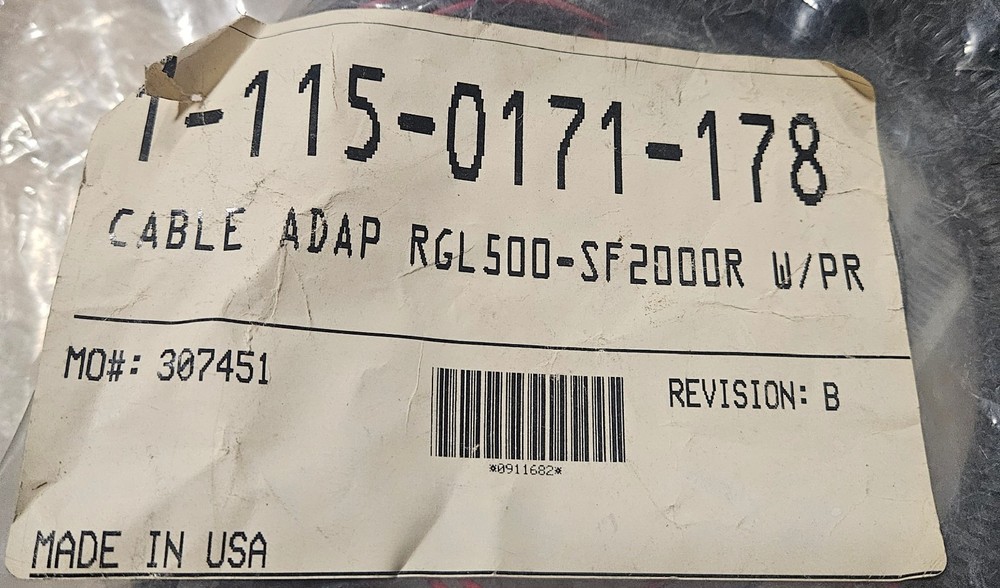 1-115-0171-178
CABLE ADAP RGL500-SF2000R W/PR
MO#: 307451
REVISION: B
*0911682*
MADE IN USA